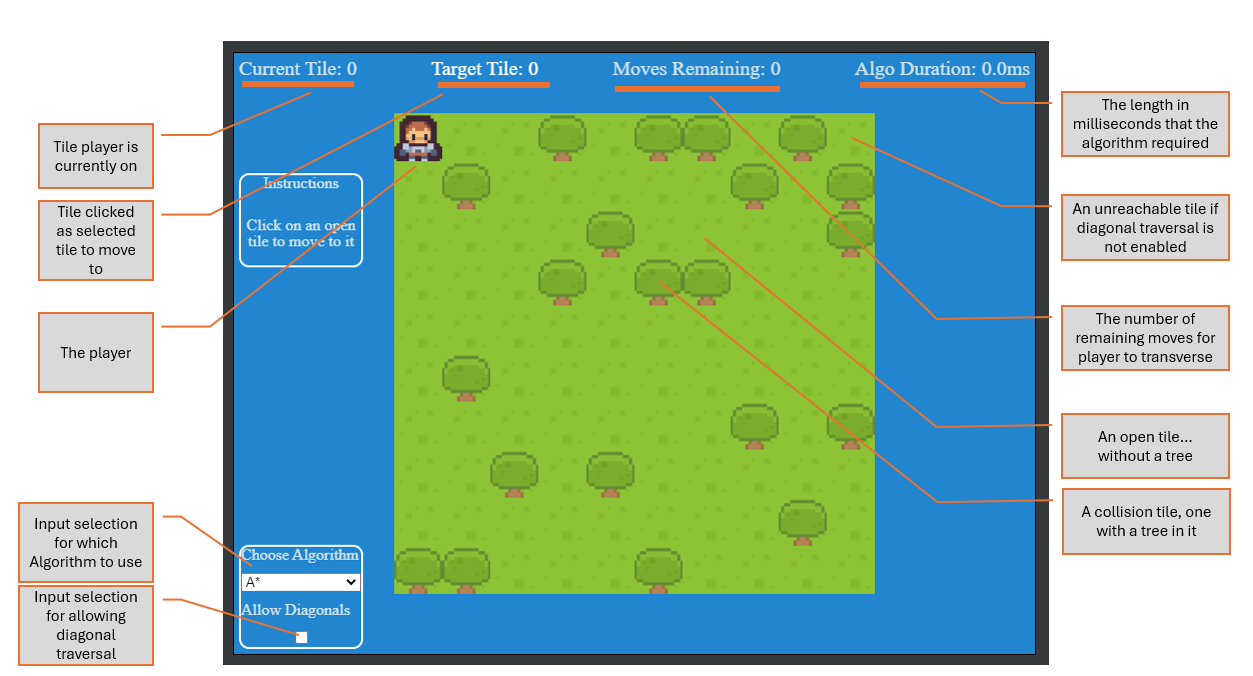 Current Tile: 0
Target Tile: 0
Moves Remaining: 0
Algo Duration: 0.0ms
Tile player is
currently on
Tile clicked
as selected
tile to move
to
The player
Instructions
Click on an open
tile to move to it
Input selection
for which
Algorithm to use
Input selection
for allowing
diagonal
traversal
Choose Algorithm
A*
Allow Diagonals
The length in
milliseconds that the
algorithm required
An unreachable tile if
diagonal traversal is
not enabled
The number of
remaining moves for
player to transverse
An open tile...
without a tree
A collision tile, one
with a tree in it